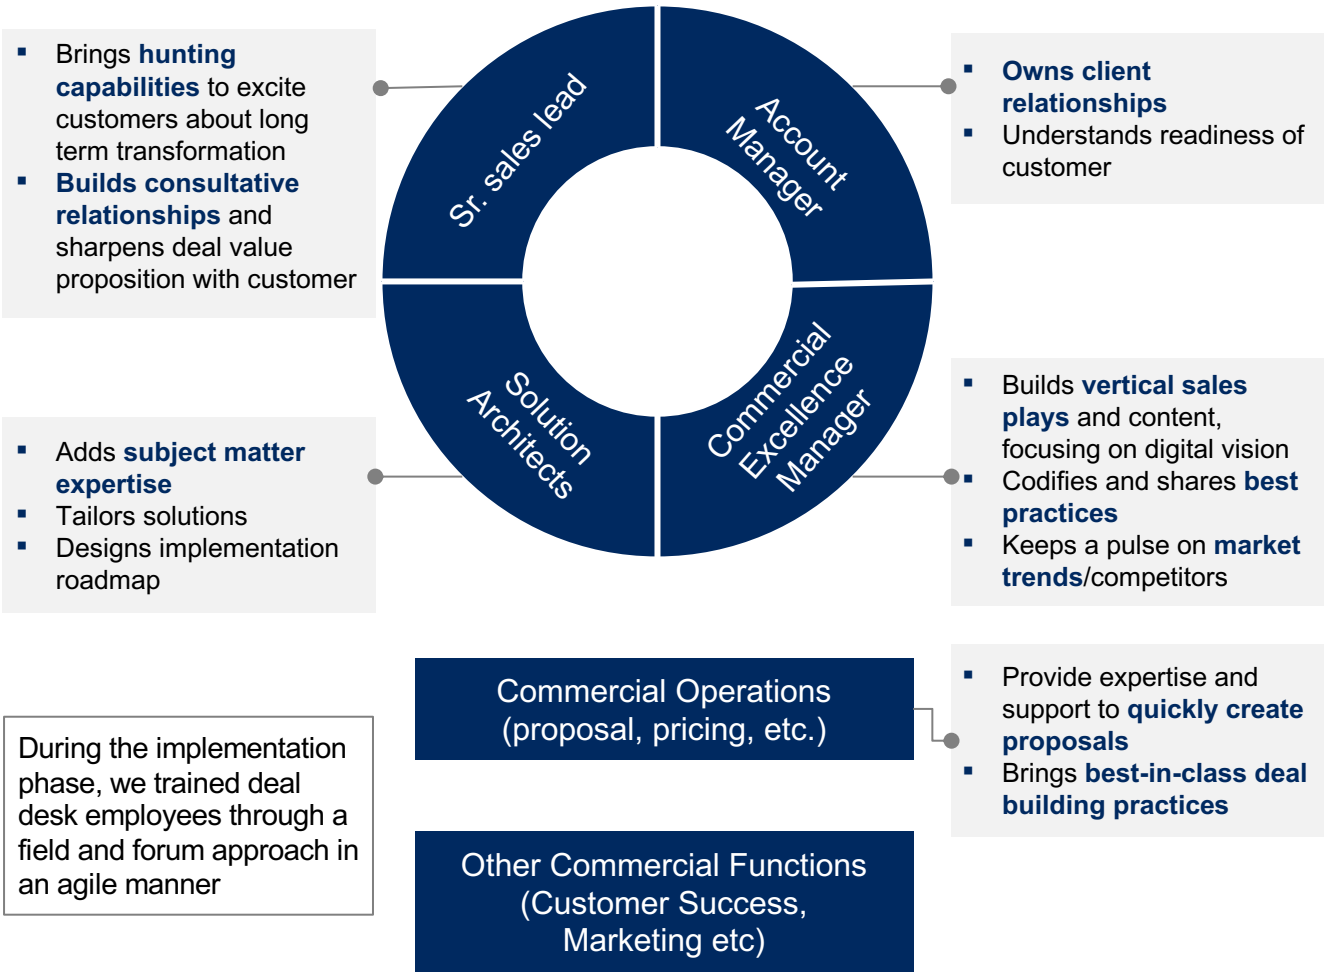 ▪ Brings hunting
capabilities to excite
customers about long
term transformation
▪ Builds consultative
relationships and
sharpens deal value
proposition with customer
Sr. sales lead
Account
Manager
▪ Owns client
relationships
▪ Understands readiness of
customer
▪ Adds subject matter
expertise
▪ Tailors solutions
▪ Designs implementation
roadmap
Solution
Architects
Commercial
Excellence
Manager
▪ Builds vertical sales
plays and content,
focusing on digital vision
▪ Codifies and shares best
practices
▪ Keeps a pulse on market
trends/competitors
Commercial Operations
(proposal, pricing, etc.)
▪ Provide expertise and
support to quickly create
proposals
▪ Brings best-in-class deal
building practices
During the implementation
phase, we trained deal
desk employees through a
field and forum approach in
an agile manner
Other Commercial Functions
(Customer Success,
Marketing etc)